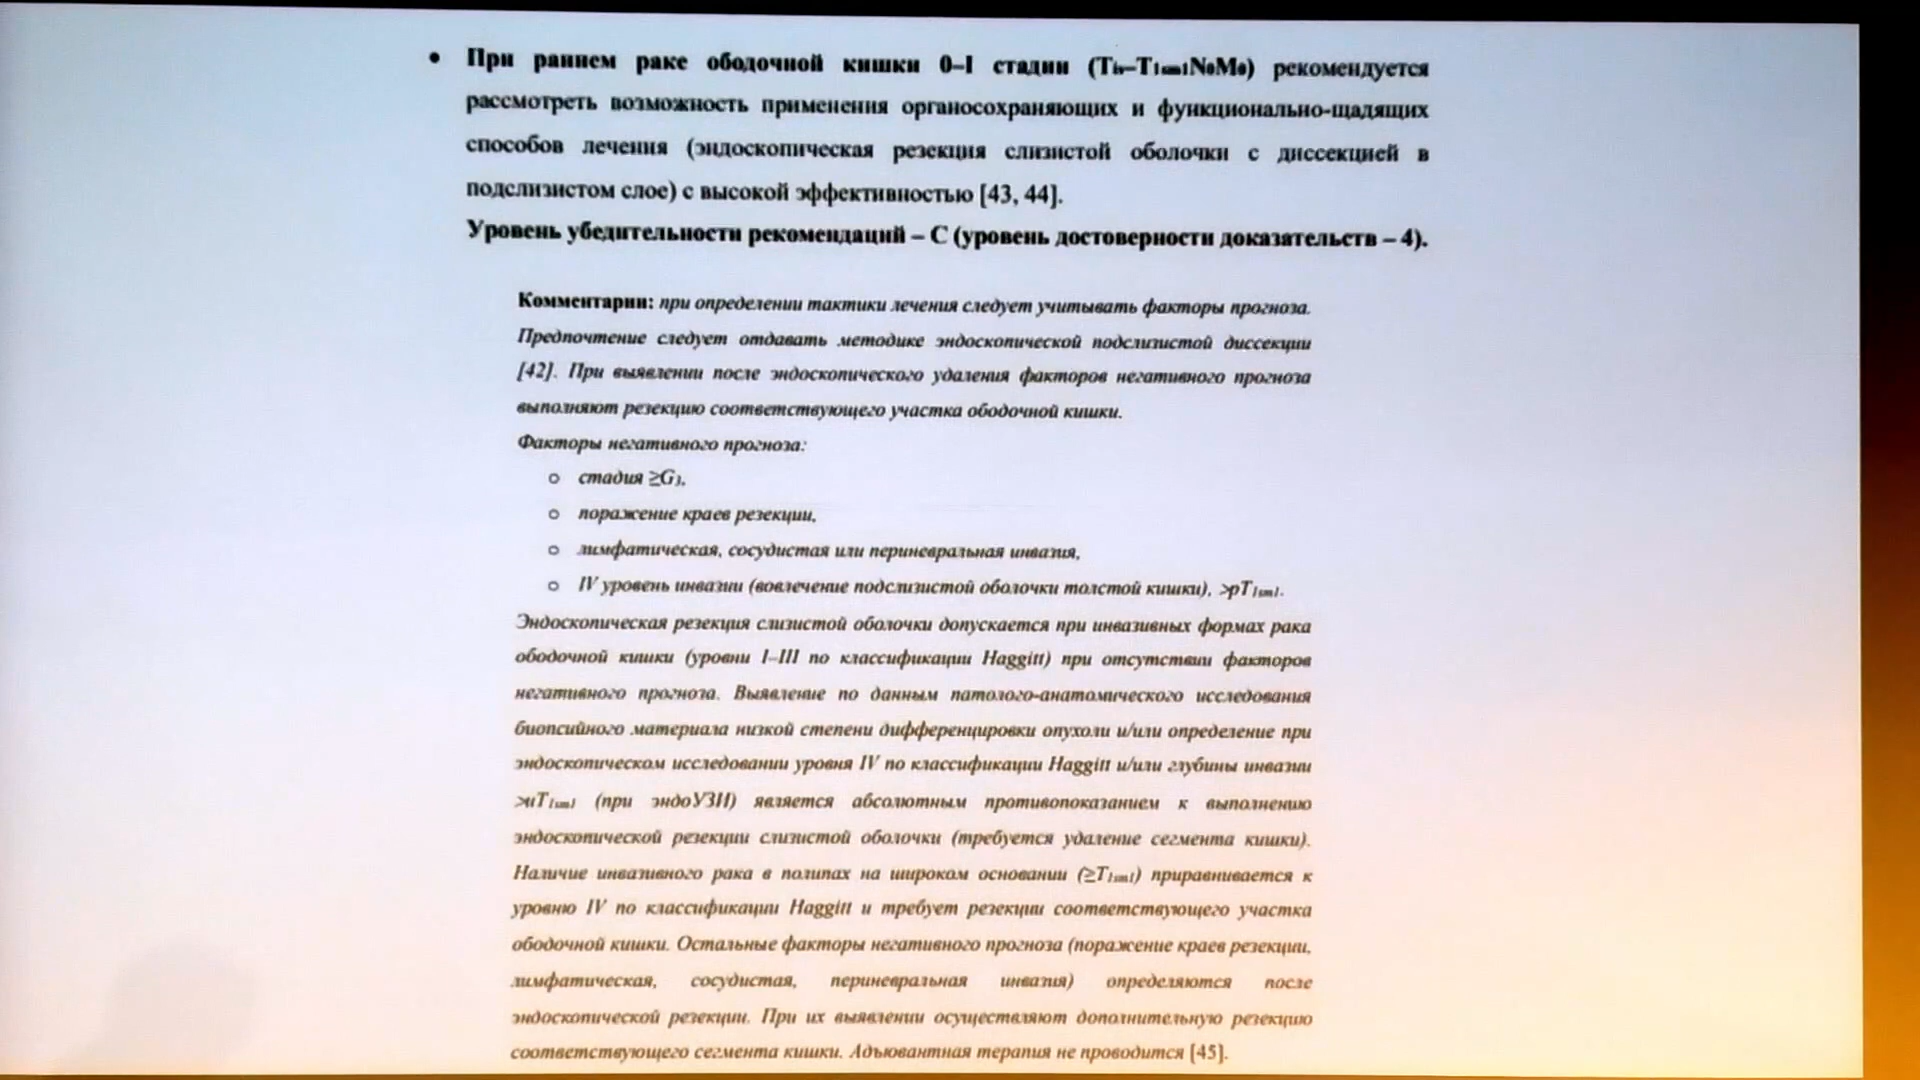 • При раннем раке ободочной кишки 0–I стадии (Tis–T1sm1N0M0) рекомендуется
рассмотреть возможность применения органосохраняющих и функционально-щадящих
способов лечения (эндоскопическая резекция слизистой оболочки с диссекцией в
подслизистом слое) с высокой эффективностью [43, 44].
Уровень убедительности рекомендаций – C (уровень достоверности доказательств – 4).
Комментарии: при определении тактики лечения следует учитывать факторы прогноза.
Предпочтение следует отдавать методике эндоскопической подслизистой диссекции
[42]. При выявлении после эндоскопического удаления факторов негативного прогноза
выполняют резекцию соответствующего участка ободочной кишки.
Факторы негативного прогноза:
o стадия ≥G3,
o поражение краев резекции,
o лимфатическая, сосудистая или периневральная инвазия,
o IV уровень инвазии (вовлечение подслизистой оболочки толстой кишки), >pT1sm1.
Эндоскопическая резекция слизистой оболочки допускается при инвазивных формах рака
ободочной кишки (уровни I–III по классификации Haggitt) при отсутствии факторов
негативного прогноза. Выявление по данным патолого-анатомического исследования
биопсийного материала низкой степени дифференцировки опухоли и/или определение при
эндоскопическом исследовании уровня IV по классификации Haggitt и/или глубины инвазии
>uT1sm1 (при эндоУЗИ) является абсолютным противопоказанием к выполнению
эндоскопической резекции слизистой оболочки (требуется удаление сегмента кишки).
Наличие инвазивного рака в полипах на широком основании (≥T1sm1) приравнивается к
уровню IV по классификации Haggitt и требует резекции соответствующего участка
ободочной кишки. Остальные факторы негативного прогноза (поражение краев резекции,
лимфатическая, сосудистая, периневральная инвазия) определяются после
эндоскопической резекции. При их выявлении осуществляют дополнительную резекцию
соответствующего сегмента кишки. Адъювантная терапия не проводится [45].